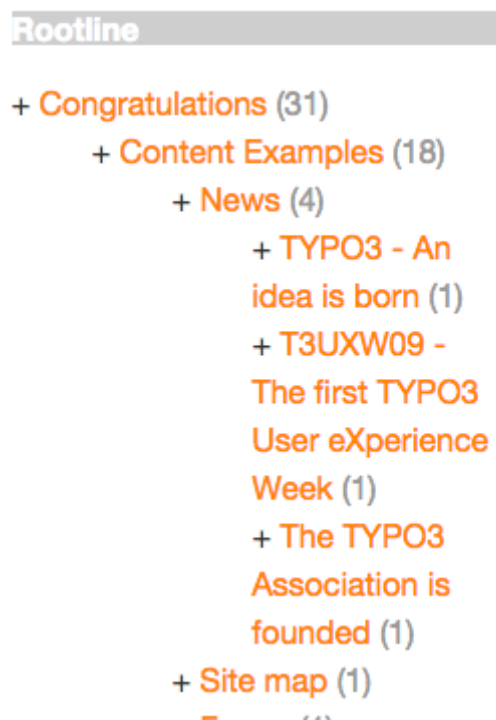 Rootline
+ Congratulations (31)
+ Content Examples (18)
+ News (4)
+ TYPO3 - An
idea is born (1)
+ T3UXW09 -
The first TYPO3
User eXperience
Week (1)
+ The TYPO3
Association is
founded (1)
+ Site map (1)